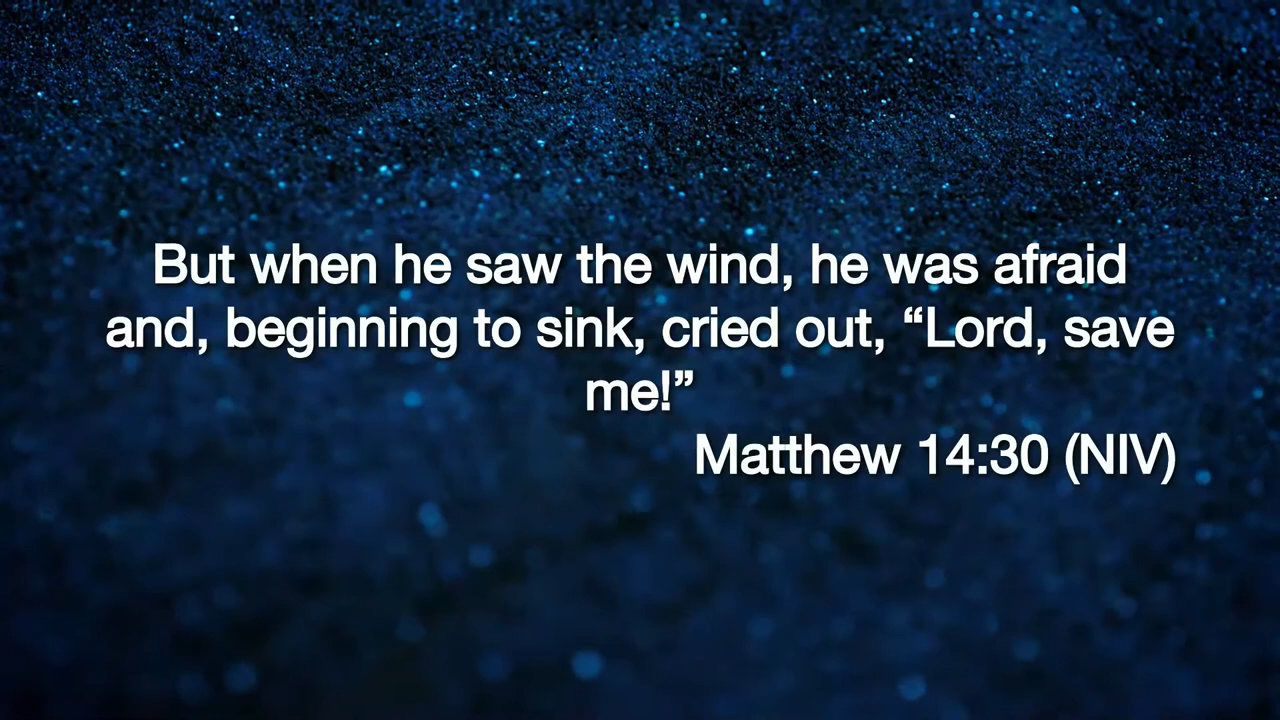 But when he saw the wind, he was afraid
and, beginning to sink, cried out, “Lord, save
me!”
Matthew 14:30 (NIV)